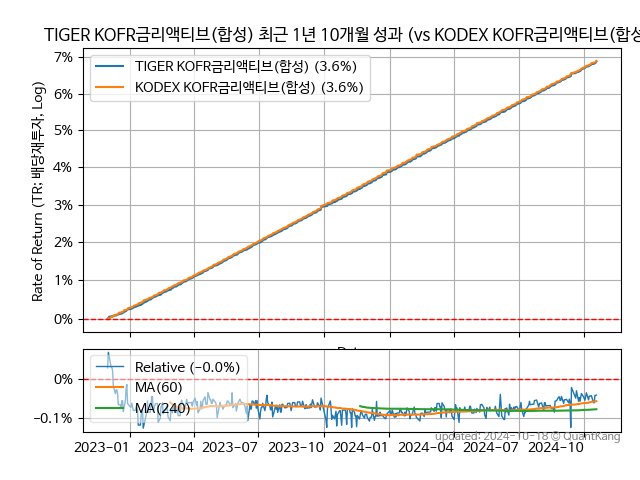 TIGER KOFR금리액티브(합성) 최근 1년 10개월 성과 (vs KODEX KOFR금리액티브(합성
7%
6%
5%
4%
3%
2%
1%
0%
Rate of Return (TR: 배당재투자, Log)
TIGER KOFR금리액티브(합성) (3.6%)
KODEX KOFR금리액티브(합성) (3.6%)
0%
-0.1%
Relative (-0.0%)
MA(60)
MA(240)
2023-01 2023-04 2023-07 2023-10 2024-01 2024-04 2024-07 2024-10
updated: 2024-10-18 © QuantKang